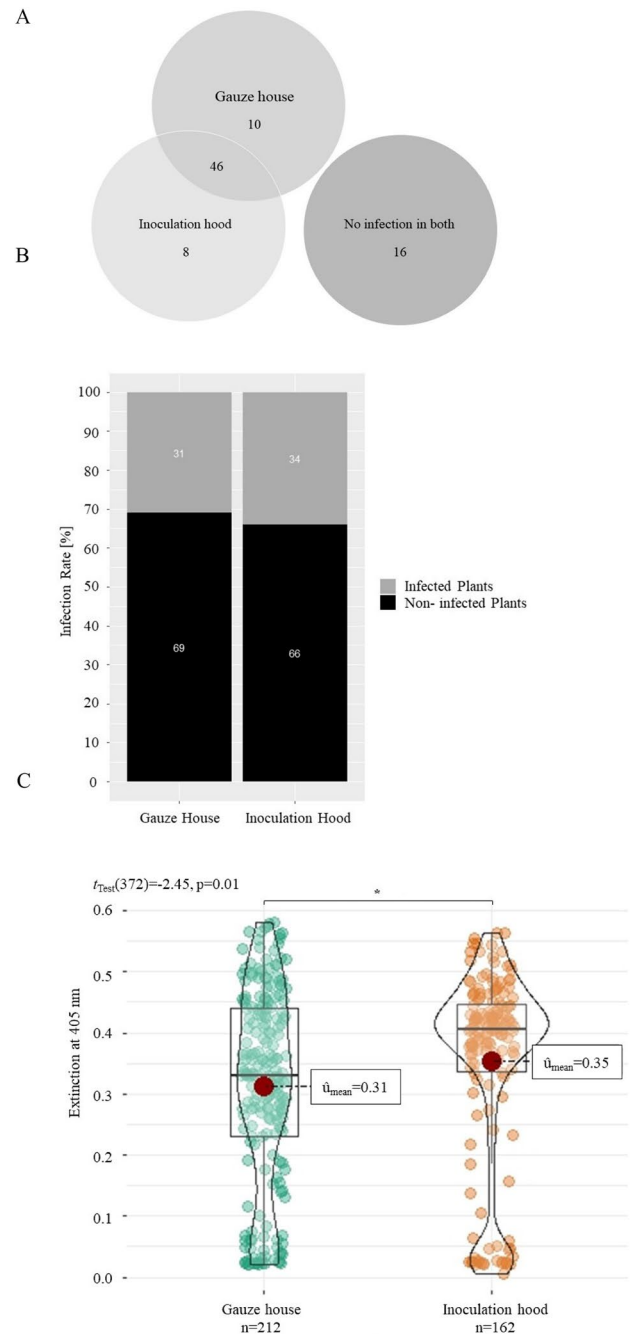 A
Gauze house
10
46
Inoculation hood
8
No infection in both
16
B
100
90
80
70
60
50
40
30
20
10
0
Infection Rate [%]
31
34
69
66
Infected Plants
Non- infected Plants
Gauze House
Inoculation Hood
C
tTest(372)=-2.45, p=0.01
*
0.6
0.5
0.4
0.3
0.2
0.1
0.0
Extinction at 405 nm
ûmean=0.31
ûmean=0.35
Gauze house
n=212
Inoculation hood
n=162